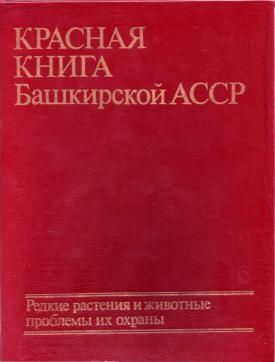 КРАСНАЯ
КНИГА
Башкирской АССР
Редкие растения и животные
проблемы их охраны